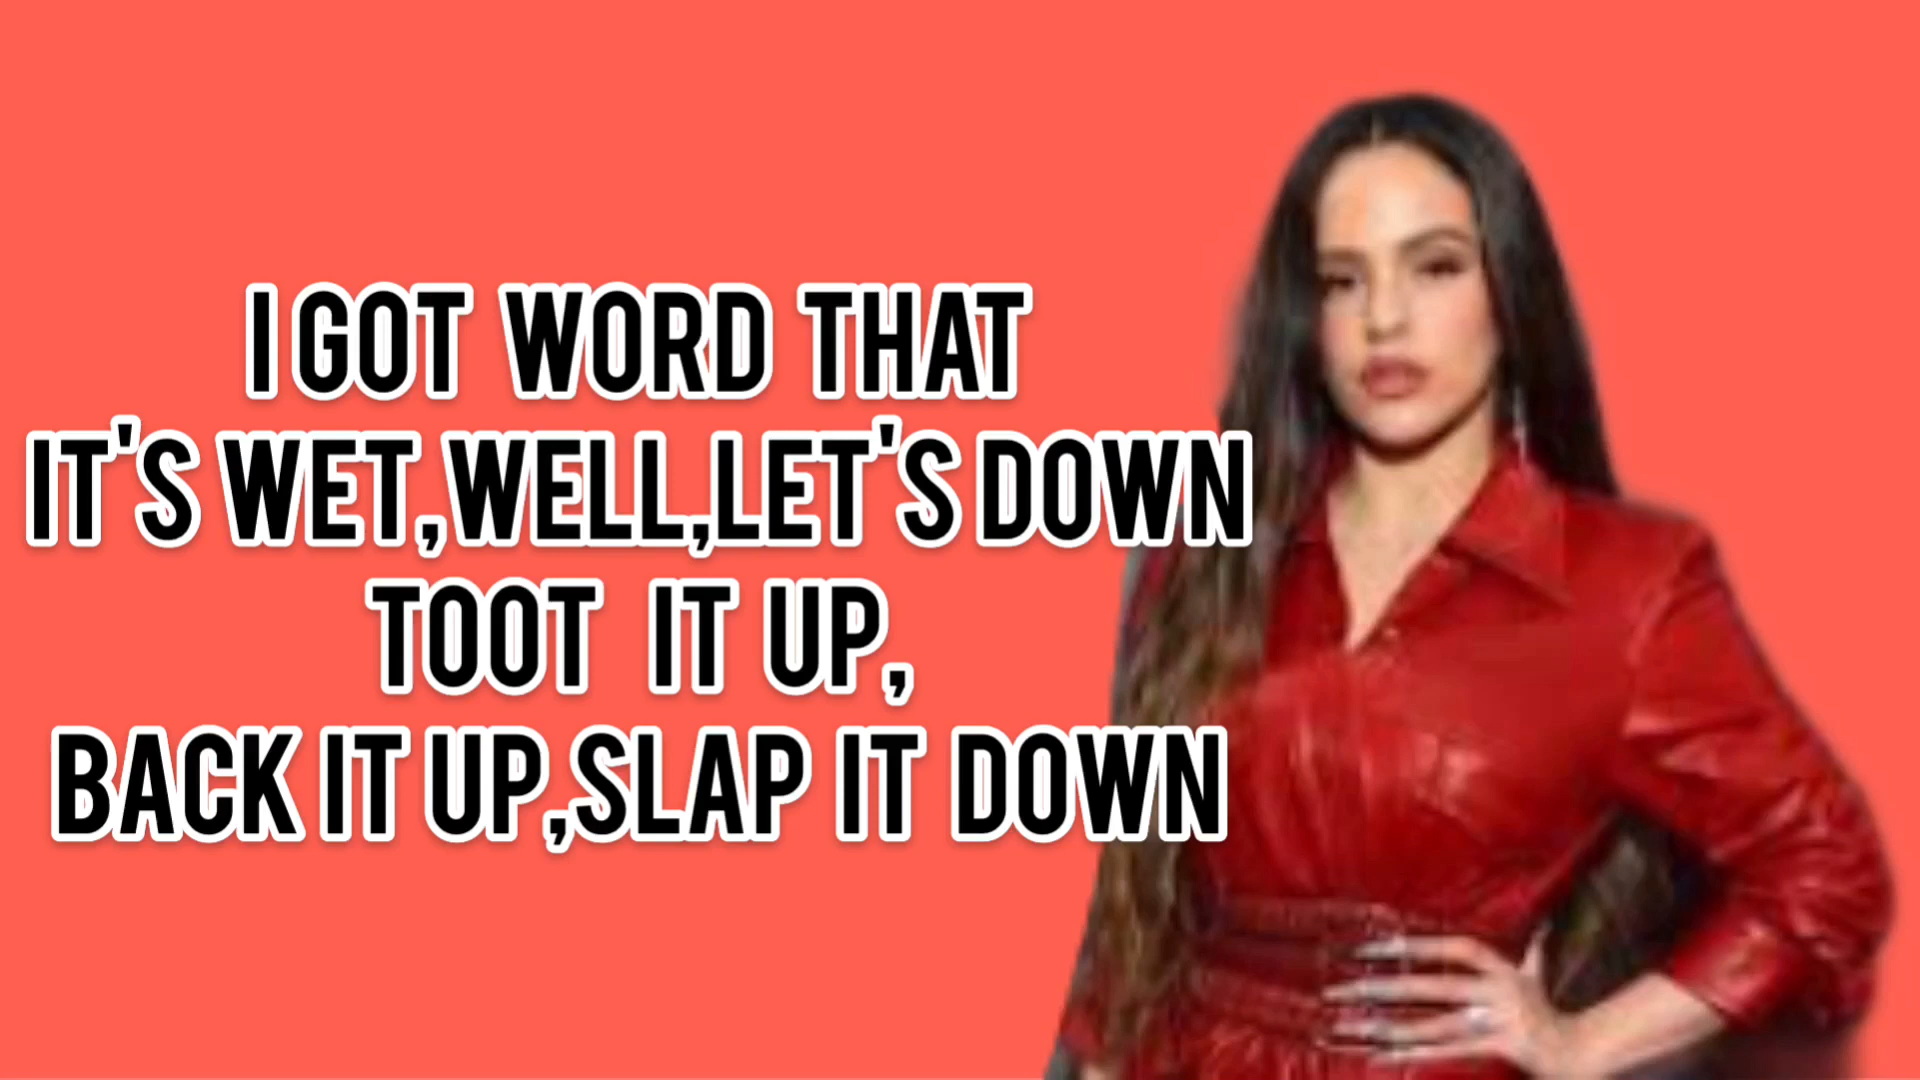 I GOT WORD THAT
IT'S WET,WELL,LET'S DOWN
TOOT IT UP,
BACK IT UP,SLAP IT DOWN